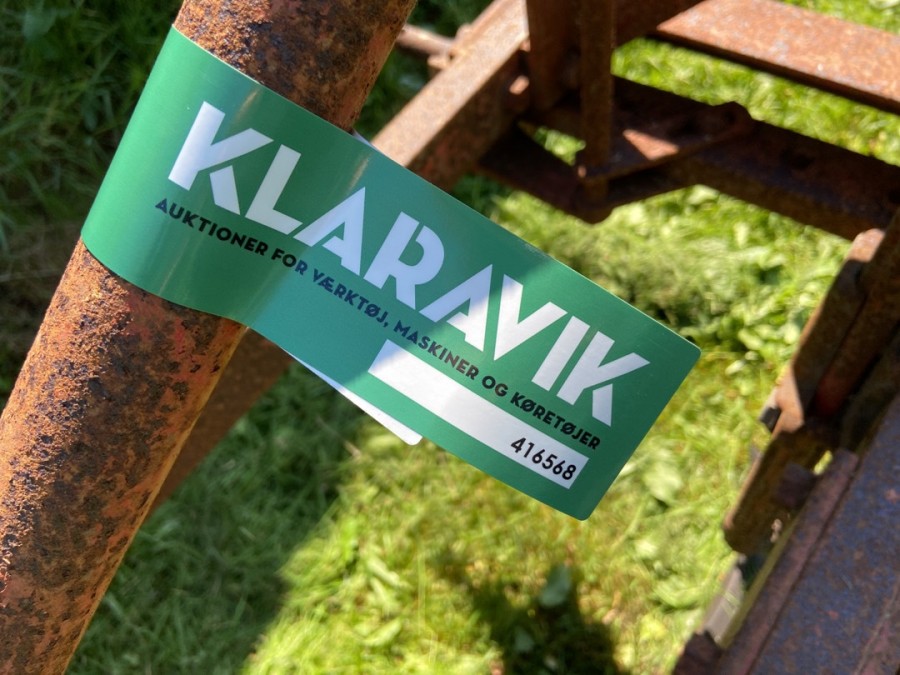 KLARAVIK
AUKTIONER FOR VÆRKTØJ, MASKINER OG KØRETØJER
416568